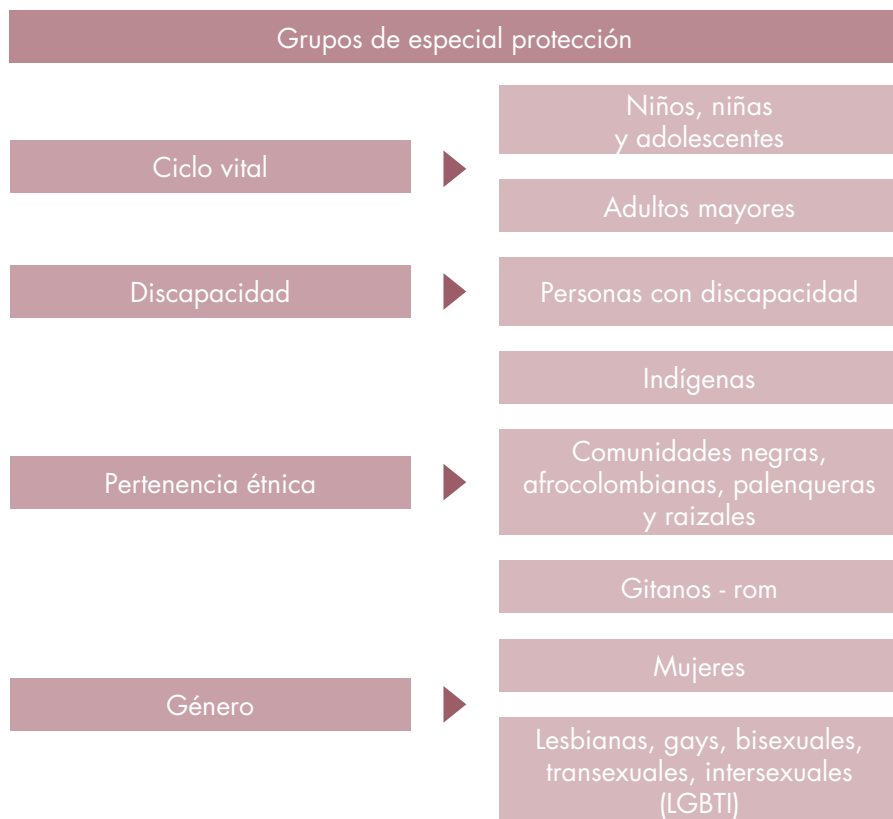 Grupos de especial protección
Ciclo vital
Niños, niñas
y adolescentes
Adultos mayores
Discapacidad
Personas con discapacidad
Pertenencia étnica
Indígenas
Comunidades negras,
afrocolombianas, palenqueras
y raizales
Gitanos - rom
Género
Mujeres
Lesbianas, gays, bisexuales,
transexuales, intersexuales
(LGBTI)